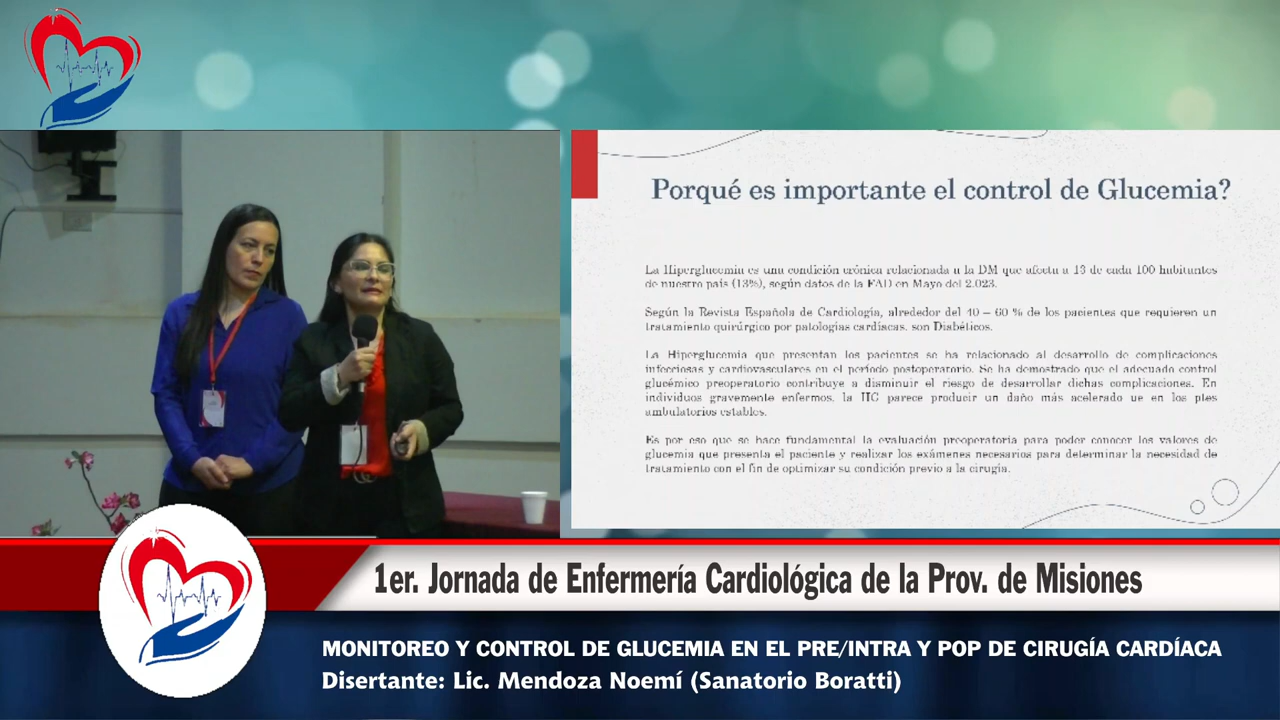 Porqué es importante el control de Glucemia?
La Hiperglucemia es una condición crónica relacionada a la DM que afecta a 13 de cada 100 habitantes
de nuestro país (13%), según datos de la FAD en Mayo del 2.023.
Según la Revista Española de Cardiología, alrededor del 40 – 60 % de los pacientes que requieren un
tratamiento quirúrgico por patologías cardíacas, son Diabéticos.
La Hiperglucemia que presentan los pacientes se ha relacionado al desarrollo de complicaciones
infecciosas y cardiovasculares en el período postoperatorio. Se ha demostrado que el adecuado control
glucémico preoperatorio contribuye a disminuir el riesgo de desarrollar dichas complicaciones. En
individuos gravemente enfermos, la HG parece producir un daño más acelerado ue en los ptes
ambulatorios estables.
Es por eso que se hace fundamental la evaluación preoperatoria para poder conocer los valores de
glucemia que presenta el paciente y realizar los exámenes necesarios para determinar la necesidad de
tratamiento con el fin de optimizar su condición previo a la cirugía.
1er. Jornada de Enfermería Cardiológica de la Prov. de Misiones
MONITOREO Y CONTROL DE GLUCEMIA EN EL PRE/INTRA Y POP DE CIRUGÍA CARDÍACA
Disertante: Lic. Mendoza Noemí (Sanatorio Boratti)